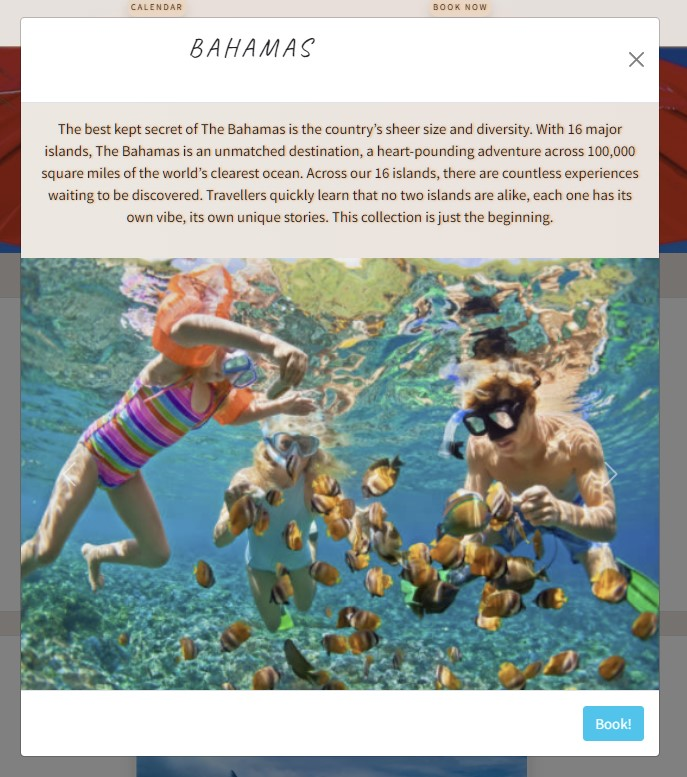 CALENDAR BOOK NOW
BAHAMAS
The best kept secret of The Bahamas is the country's sheer size and diversity. With 16 major
islands, The Bahamas is an unmatched destination, a heart-pounding adventure across 100,000
square miles of the world's clearest ocean. Across our 16 islands, there are countless experiences
waiting to be discovered. Travellers quickly learn that no two islands are alike, each one has its
own vibe, its own unique stories. This collection is just the beginning.
Book!